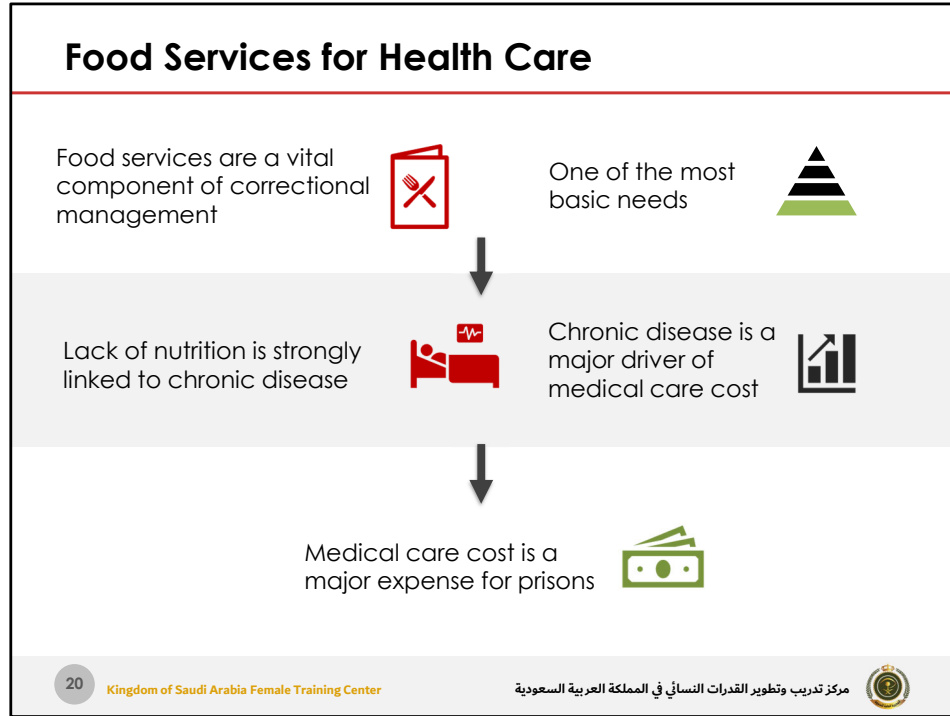 Food Services for Health Care
Food services are a vital
component of correctional
management
One of the most
basic needs
Lack of nutrition is strongly
linked to chronic disease
Chronic disease is a
major driver of
medical care cost
Medical care cost is a
major expense for prisons
20
Kingdom of Saudi Arabia Female Training Center
مركز تدريب وتطوير القدرات النسائي في المملكة العربية السعودية